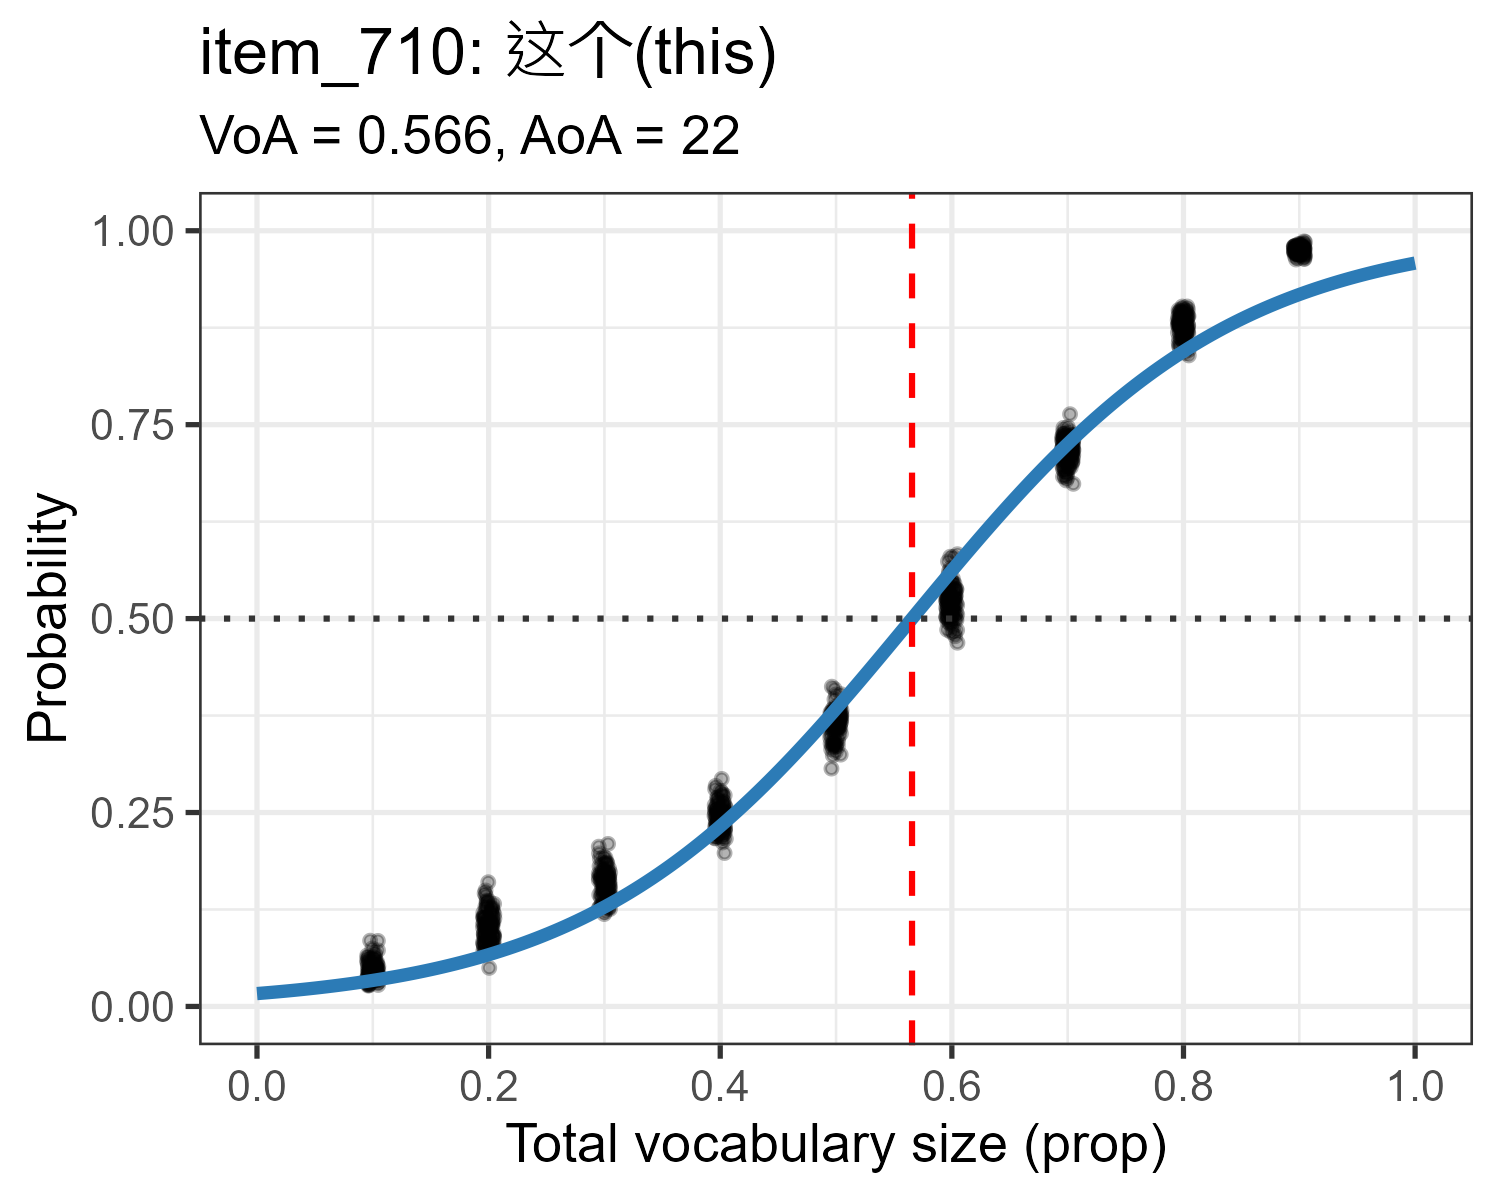 item_710: 这个(this)
VoA = 0.566, AoA = 22
1.00
0.75
0.50
0.25
0.00
Probability
0.0 0.2 0.4 0.6 0.8 1.0
Total vocabulary size (prop)